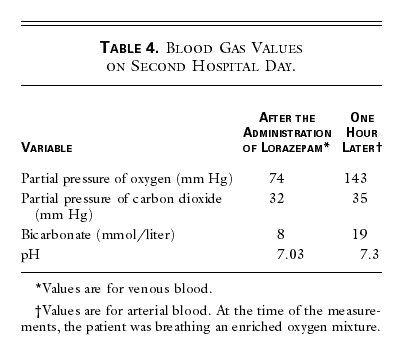 TABLE 4. BLOOD GAS VALUES
ON SECOND HOSPITAL DAY.
VARIABLE
AFTER THE
ADMINISTRATION
OF LORAZEPAM*
ONE
HOUR
LATER†
Partial pressure of oxygen (mm Hg) 74 143
Partial pressure of carbon dioxide 32 35
(mm Hg)
Bicarbonate (mmol/liter) 8 19
pH 7.03 7.3
*Values are for venous blood.
†Values are for arterial blood. At the time of the measure-
ments, the patient was breathing an enriched oxygen mixture.